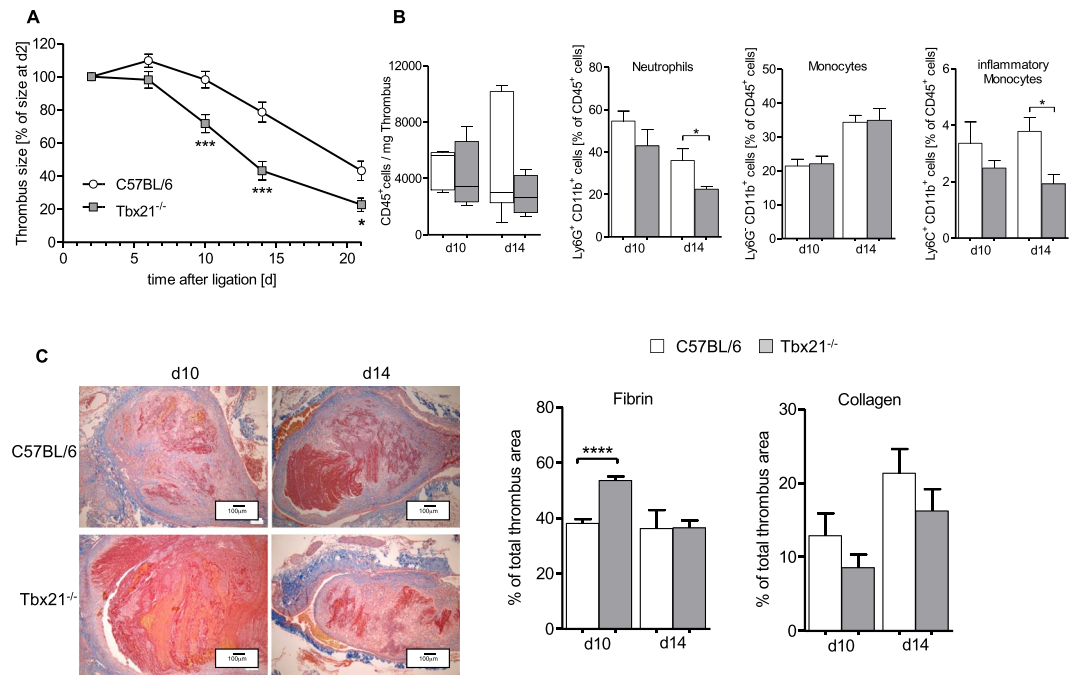 A
Thrombus size [% of size at d2]
120
100
80
60
40
20
0
0 5 10 15 20
time after ligation [d]
C57BL/6
Tbx21-/-
***
***
*
B
CD45+cells / mg Thrombus
12000
8000
4000
0
d10 d14
Neutrophils
Ly6G+ CD11b+ cells [% of CD45+ cells]
80
60
40
20
0
*
d10 d14
Monocytes
Ly6G- CD11b+ cells [% of CD45+ cells]
50
40
30
20
10
0
d10 d14
inflammatory
Monocytes
Ly6C+ CD11b+ cells [% of CD45+ cells]
6
4
2
0
*
d10 d14
C57BL/6 Tbx21-/-
C
d10 d14
C57BL/6
100µm 100µm
Tbx21-/-
100µm 100µm
Fibrin
% of total thrombus area
80
60
40
20
0
****
d10 d14
Collagen
% of total thrombus area
30
20
10
0
d10 d14